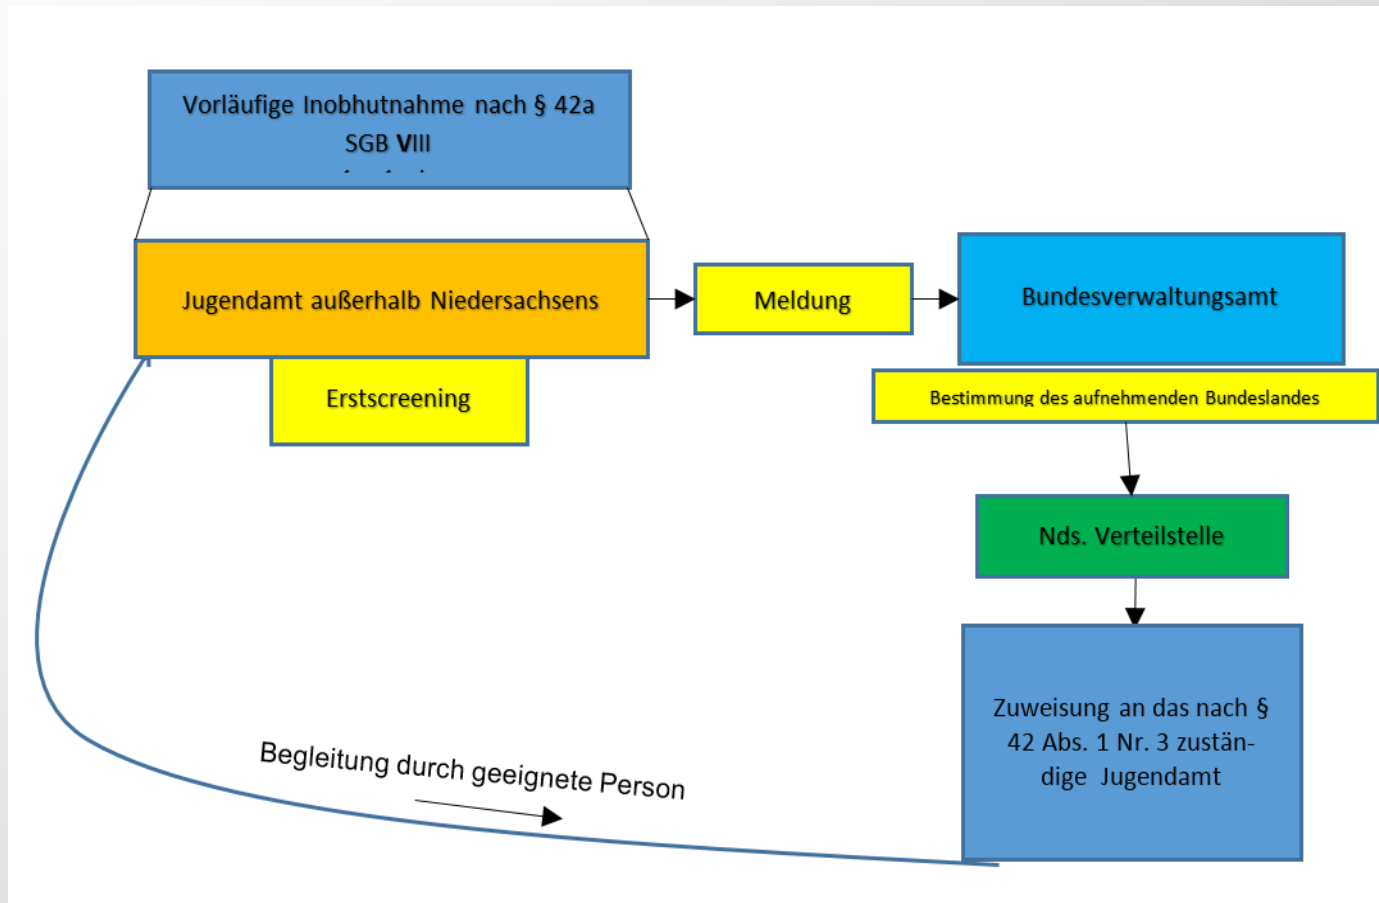 Vorläufige Inobhutnahme nach § 42a
SGB VIII
Jugendamt außerhalb Niedersachsens
Meldung
Bundesverwaltungsamt
Erstscreening
Bestimmung des aufnehmenden Bundeslandes
Nds. Verteilstelle
Zuweisung an das nach §
42 Abs. 1 Nr. 3 zustän-
dige Jugendamt
Begleitung durch geeignete Person